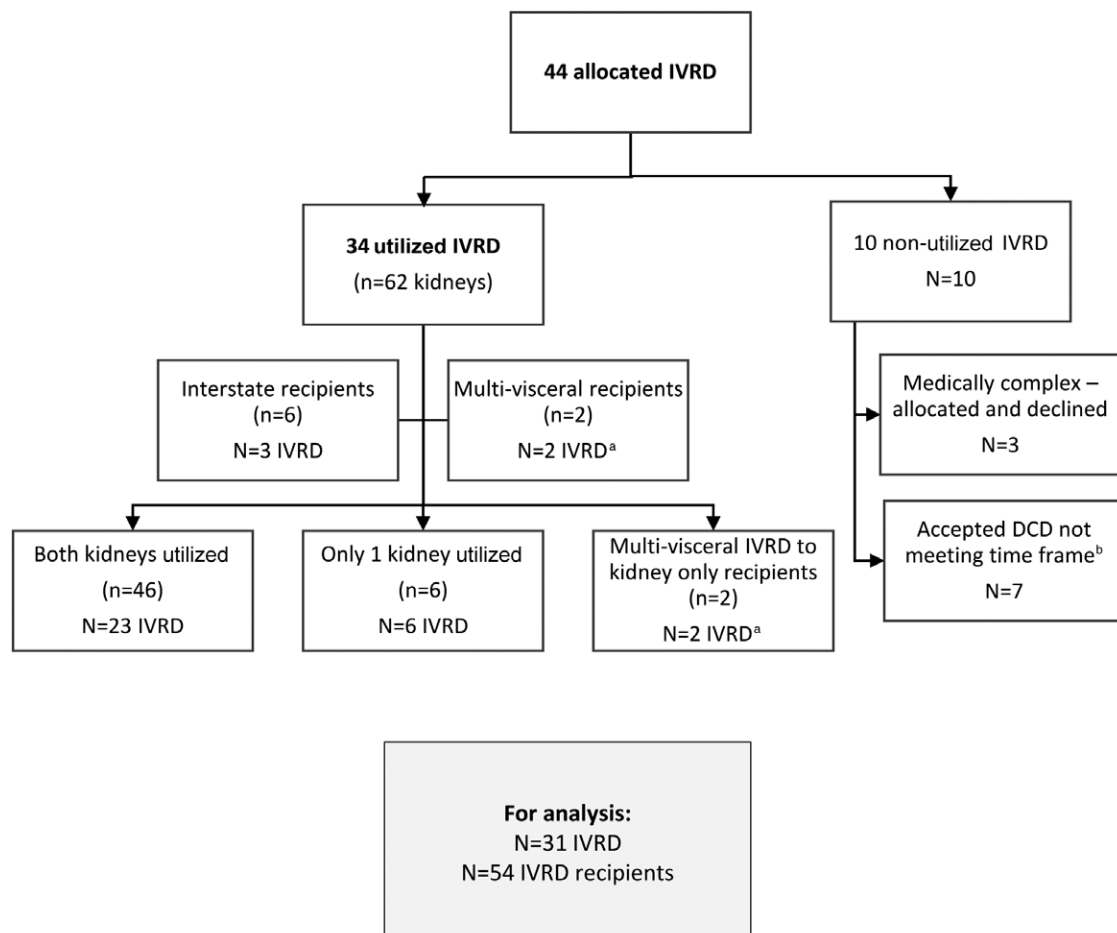 44 allocated IVRD
34 utilized IVRD
(n=62 kidneys)
10 non-utilized IVRD
N=10
Interstate recipients
(n=6)
N=3 IVRD
Multi-visceral recipients
(n=2)
N=2 IVRDᵃ
Medically complex –
allocated and declined
N=3
Both kidneys utilized
(n=46)
N=23 IVRD
Only 1 kidney utilized
(n=6)
N=6 IVRD
Multi-visceral IVRD to
kidney only recipients
(n=2)
N=2 IVRDᵃ
Accepted DCD not
meeting time frameᵇ
N=7
For analysis:
N=31 IVRD
N=54 IVRD recipients